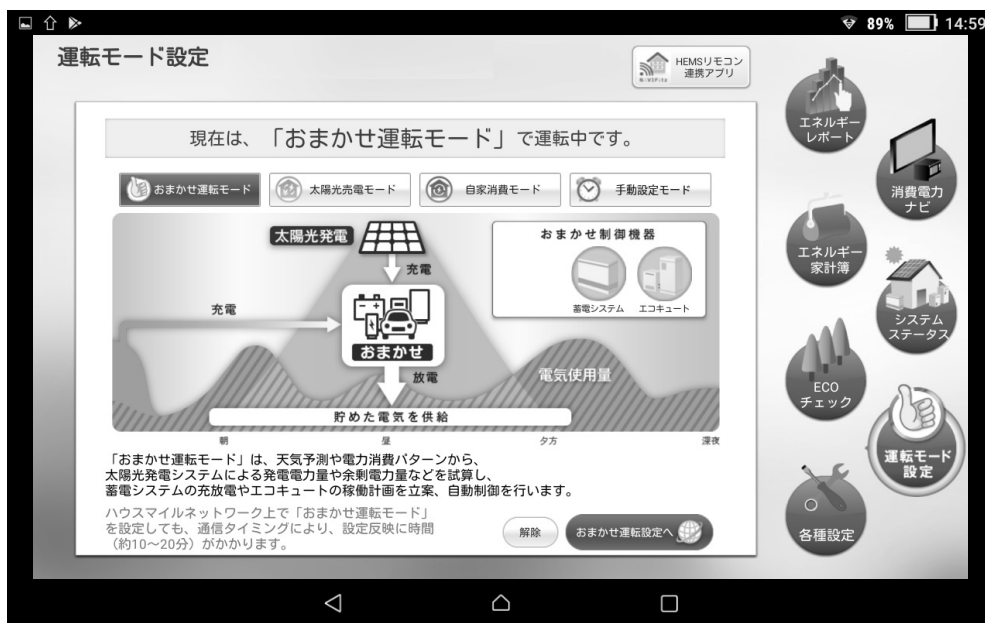 89% 14:59
運転モード設定
HEMSリモコン
連携アプリ
現在は、「おまかせ運転モード」で運転中です。
おまかせ運転モード
太陽光売電モード
自家消費モード
手動設定モード
太陽光発電
充電
充電
おまかせ
放電
電気使用量
貯めた電気を供給
朝
昼
夕方
深夜
おまかせ制御機器
蓄電システム
エコキュート
「おまかせ運転モード」は、天気予測や電力消費パターンから、
太陽光発電システムによる発電電力量や余剰電力量などを試算し、
蓄電システムの充放電やエコキュートの稼働計画を立案、自動制御を行います。
ハウスマイルネットワーク上で「おまかせ運転モード」
を設定しても、通信タイミングにより、設定反映に時間
（約10～20分）がかかります。
解除
おまかせ運転設定へ
エネルギー
レポート
消費電力
ナビ
エネルギー
家計簿
システム
ステータス
ECO
チェック
運転モード
設定
各種設定